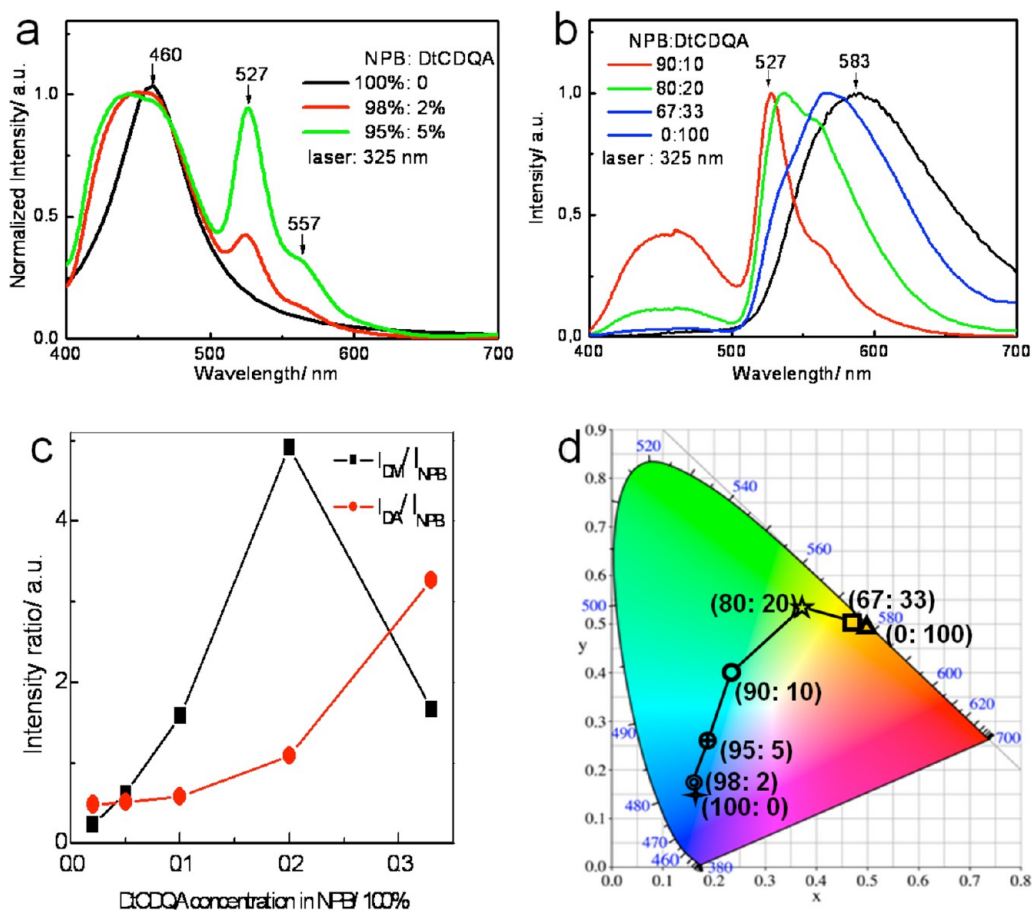 a
460
NPB: DtCDQA
527
100%: 0
98%: 2%
95%: 5%
laser: 325 nm
557
Normalized Intensity/ a.u.
1.0
0.5
0.0
400 500 600 700
Wavelength/ nm
b
NPB:DtCDQA
527
583
90:10
80:20
67:33
0:100
laser : 325 nm
Intensity/ a.u.
1.0
0.5
0.0
400 500 600 700
Wavelength/ nm
c
I DM/ I NPB
I DA/ I NPB
Intensity ratio/ a.u.
4
2
0
0.0 0.1 0.2 0.3
DtCDQA concentration in NPB/ 100%
d
0.9
0.8
0.7
0.6
0.5
y
0.4
0.3
0.2
0.1
0.0
520
540
560
500
(80: 20)
(67: 33)
580
(0: 100)
600
(90: 10)
620
490
700
(95: 5)
(98: 2)
480
(100: 0)
470
460
380
0.0 0.1 0.2 0.3 0.4 0.5 0.6 0.7 0.8
x